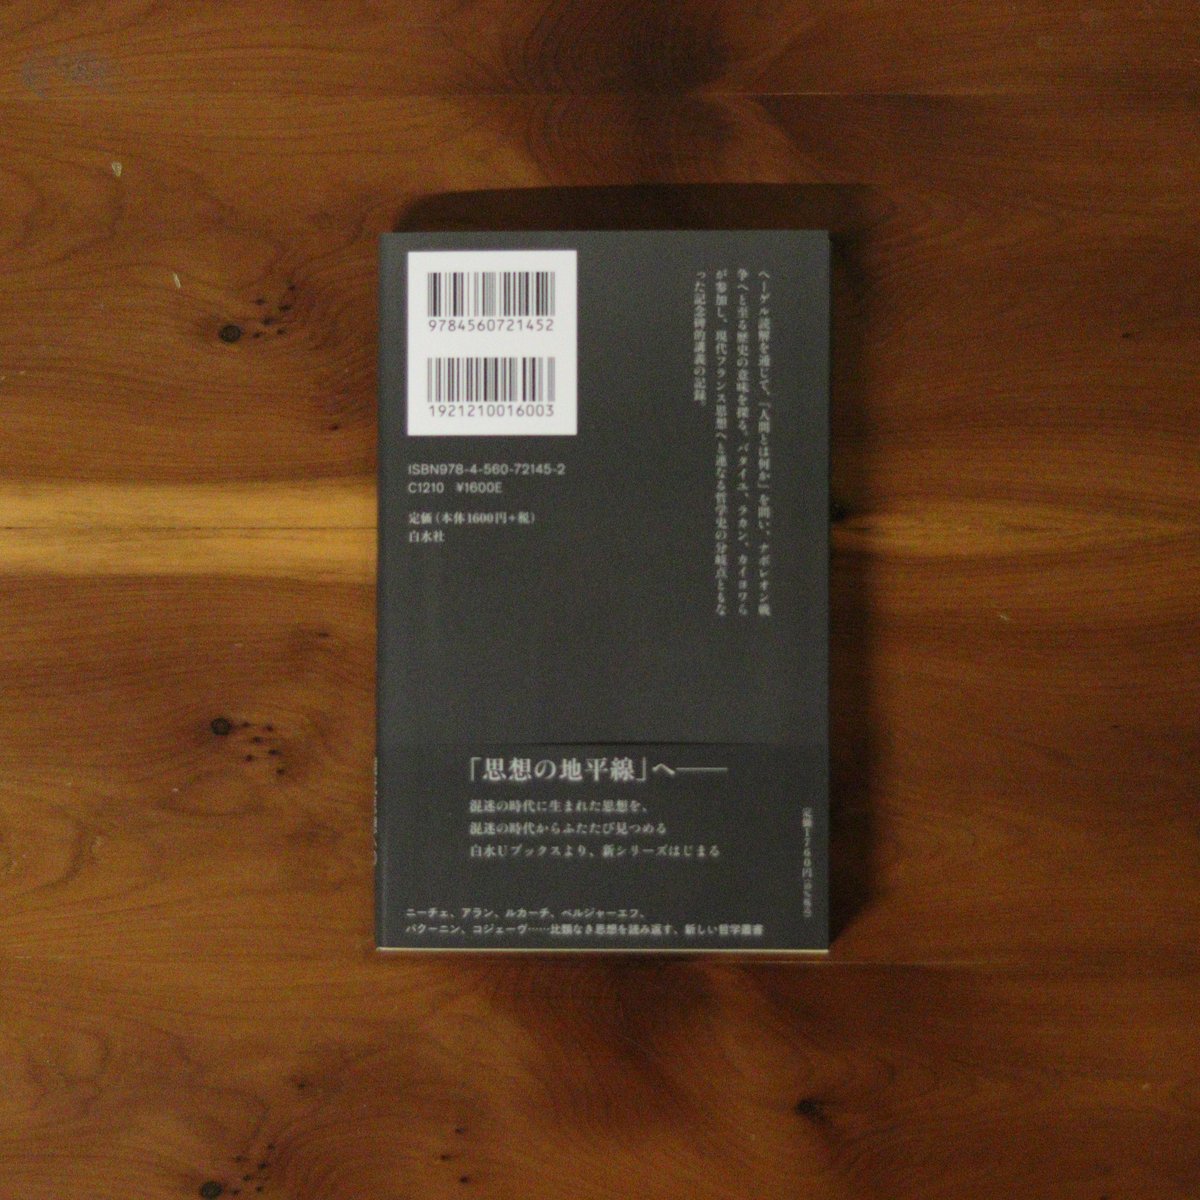 9784560721452
1921210016003
ISBN978-4-560-72145-2
C1210 ¥1600E
定価(本体1600円+税)
白水社
ヘーゲル読解を通じて、「人間とは何か」を問い、ナポレオン戦
争へと至る歴史の意味を探る。バタイユ、ラカン、カイヨワら
が参加し、現代フランス思想へと連なる哲学史の分岐点ともな
った記念碑的講義の記録。
「思想の地平線」へ――
混迷の時代に生まれた思想を、
混迷の時代からふたたび見つめる
白水Uブックスより、新シリーズはじまる
定価1760円
ニーチェ、アラン、ルカーチ、ベルジャーエフ、
バクーニン、コジェーヴ……比類なき思想を読み返す、新しい哲学叢書